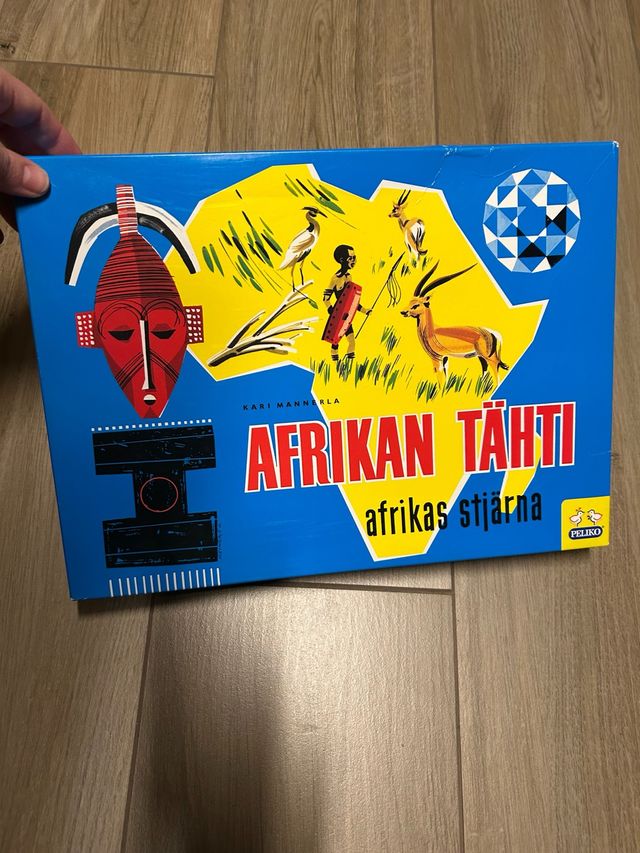 KARI MANNERLA
AFRIKAN TÄHTI
afrikas stjärna
PELIKO